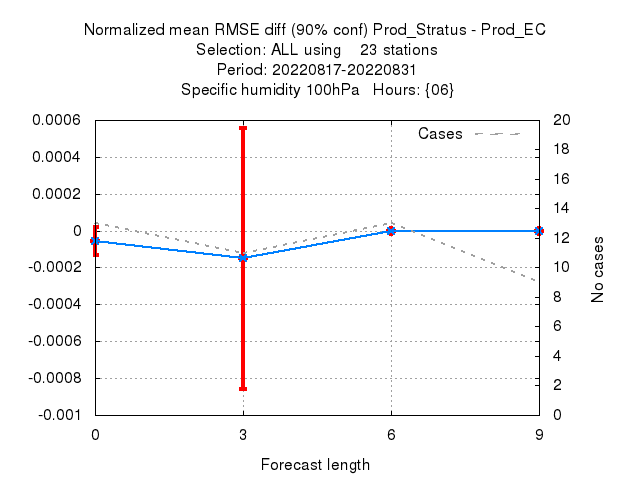 Normalized mean RMSE diff (90% conf) Prod_Stratus - Prod_EC
Selection: ALL using    23 stations
Period: 20220817-20220831
Specific humidity 100hPa   Hours: {06}
Cases
0.0006
0.0004
0.0002
0
-0.0002
-0.0004
-0.0006
-0.0008
-0.001
20
18
16
14
12
10
8
6
4
2
0
No cases
0 3 6 9
Forecast length